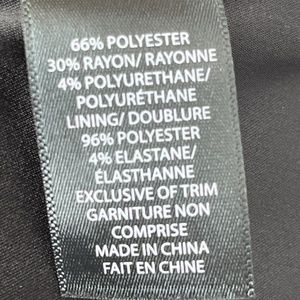 66% POLYESTER
30% RAYON/ RAYONNE
4% POLYURETHANE/
POLYURÉTHANE
LINING/ DOUBLURE
96% POLYESTER
4% ELASTANE/
ÉLASTHANNE
EXCLUSIVE OF TRIM
GARNITURE NON
COMPRISE
MADE IN CHINA
FAIT EN CHINE